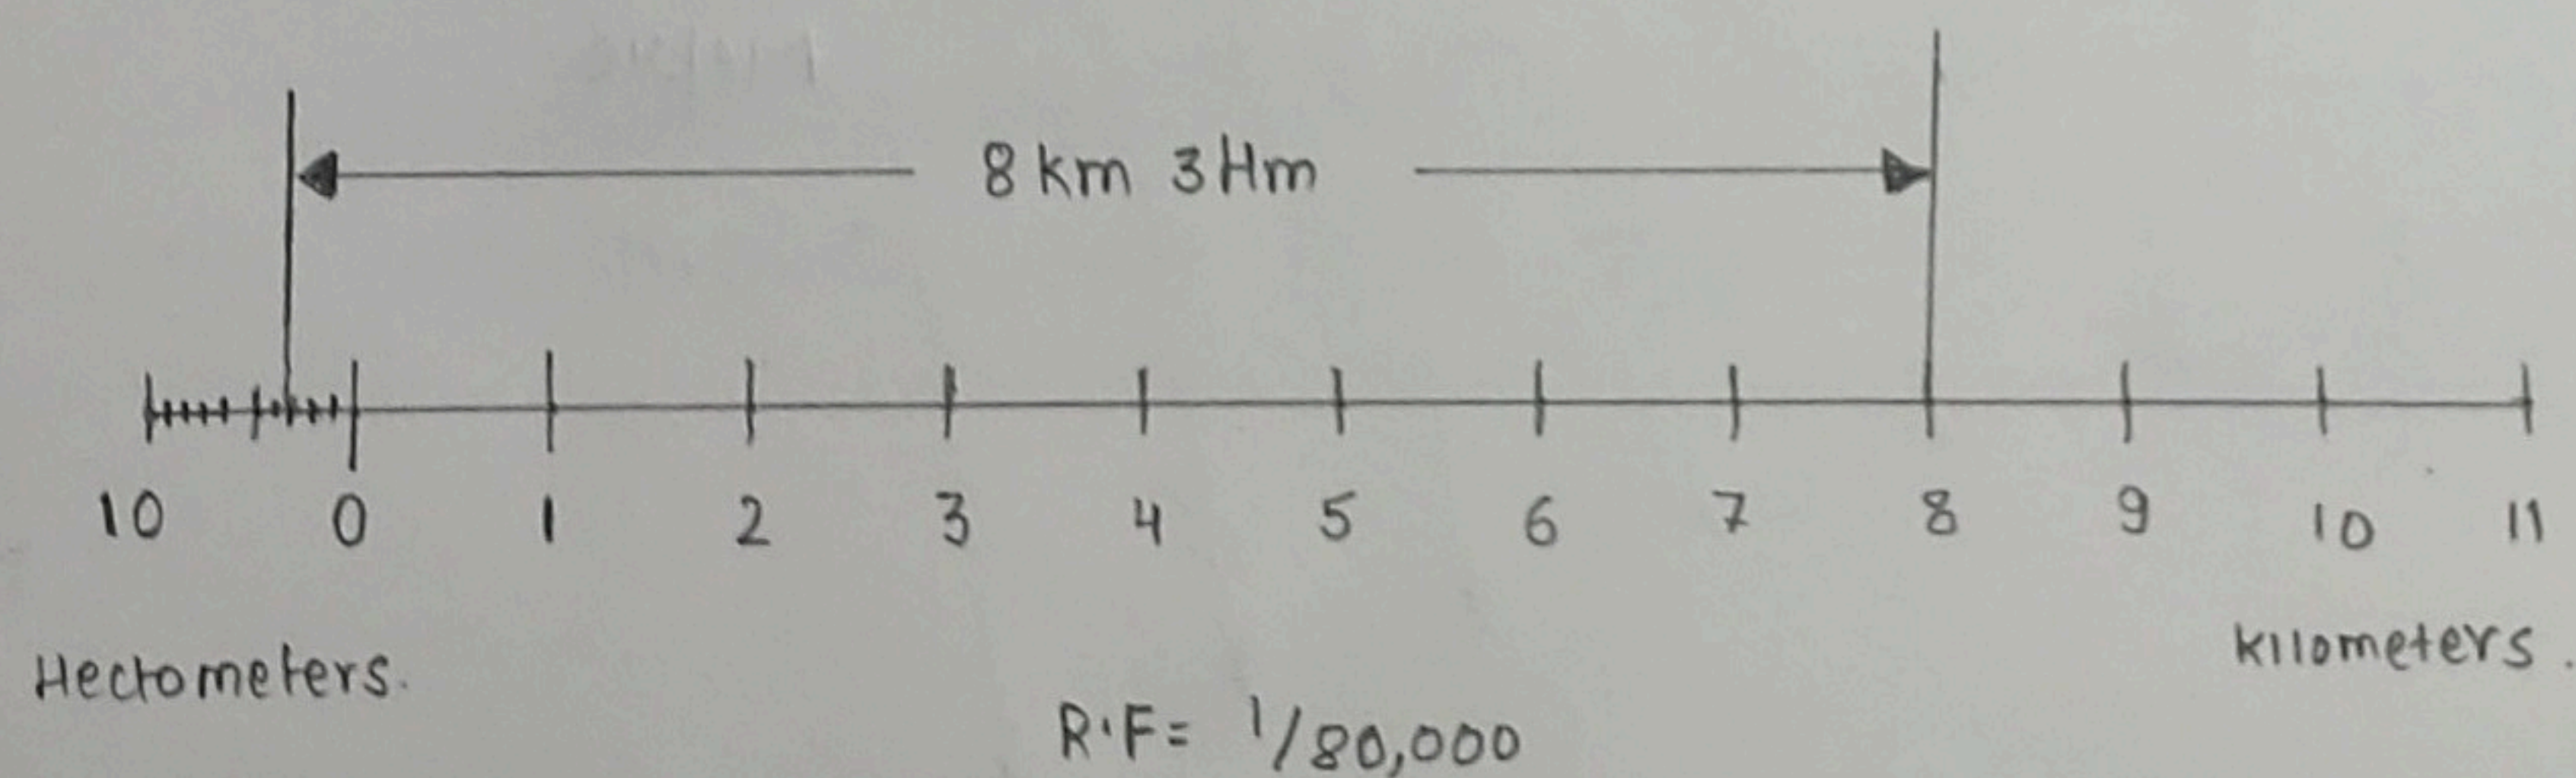 8 km 3 Hm
10 0 1 2 3 4 5 6 7 8 9 10 11
Hectometers.
kilometers.
R.F = 1/80,000